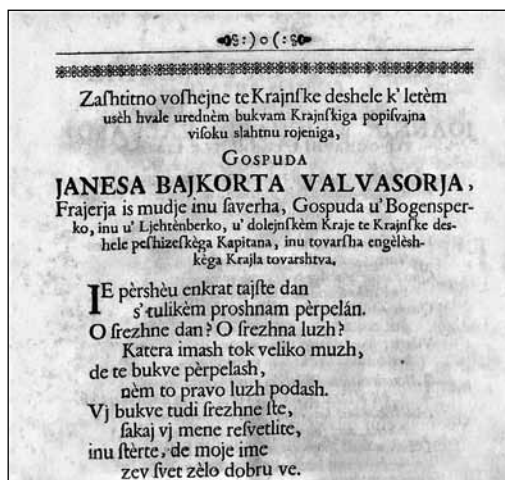 Zaſhtitno voſhejne te Krajnſke deshele k' letèm
usèh hvale urednèm bukvam Krajnſkiga popiſvajna
viſoku slahtnu rojeniga,
GOSPUDA
JANESA BAJKORTA VALVASORJA,
Frajerja is mudje inu ſaverha, Gospuda u' Bogensper-
ko, inu u' Ljehtènberko, u' dolejnſkèm Kraje te Krajnſke des-
hele peſhizeſkèga Kapitana, inu tovarſha engèlèsh-
kèga Krajla tovarshtva.
IE pèrshèu enkrat tajſte dan
s' tulikèm proshnam pèrpelán.
O ſrezhne dan? O ſrezhna luzh?
Katera imash tok veliko muzh,
de te bukve pèrpelash,
nèm to pravo luzh podash.
Vj bukve tudi ſrezhne ſte,
ſakaj vj mene reſvetlite,
inu ſtèrte, de moje ime
zev ſvet zèlo dobru ve.